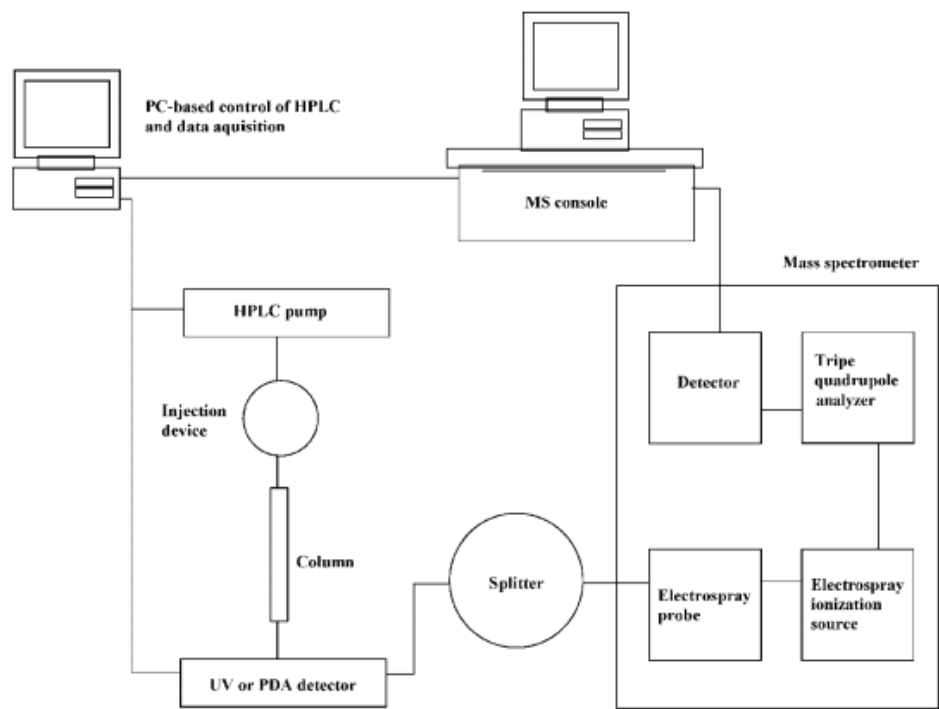 PC-based control of HPLC
and data aquisition
MS console
Mass spectrometer
HPLC pump
Injection
device
Column
UV or PDA detector
Splitter
Detector
Tripe
quadrupole
analyzer
Electrospray
probe
Electrospray
ionization
source